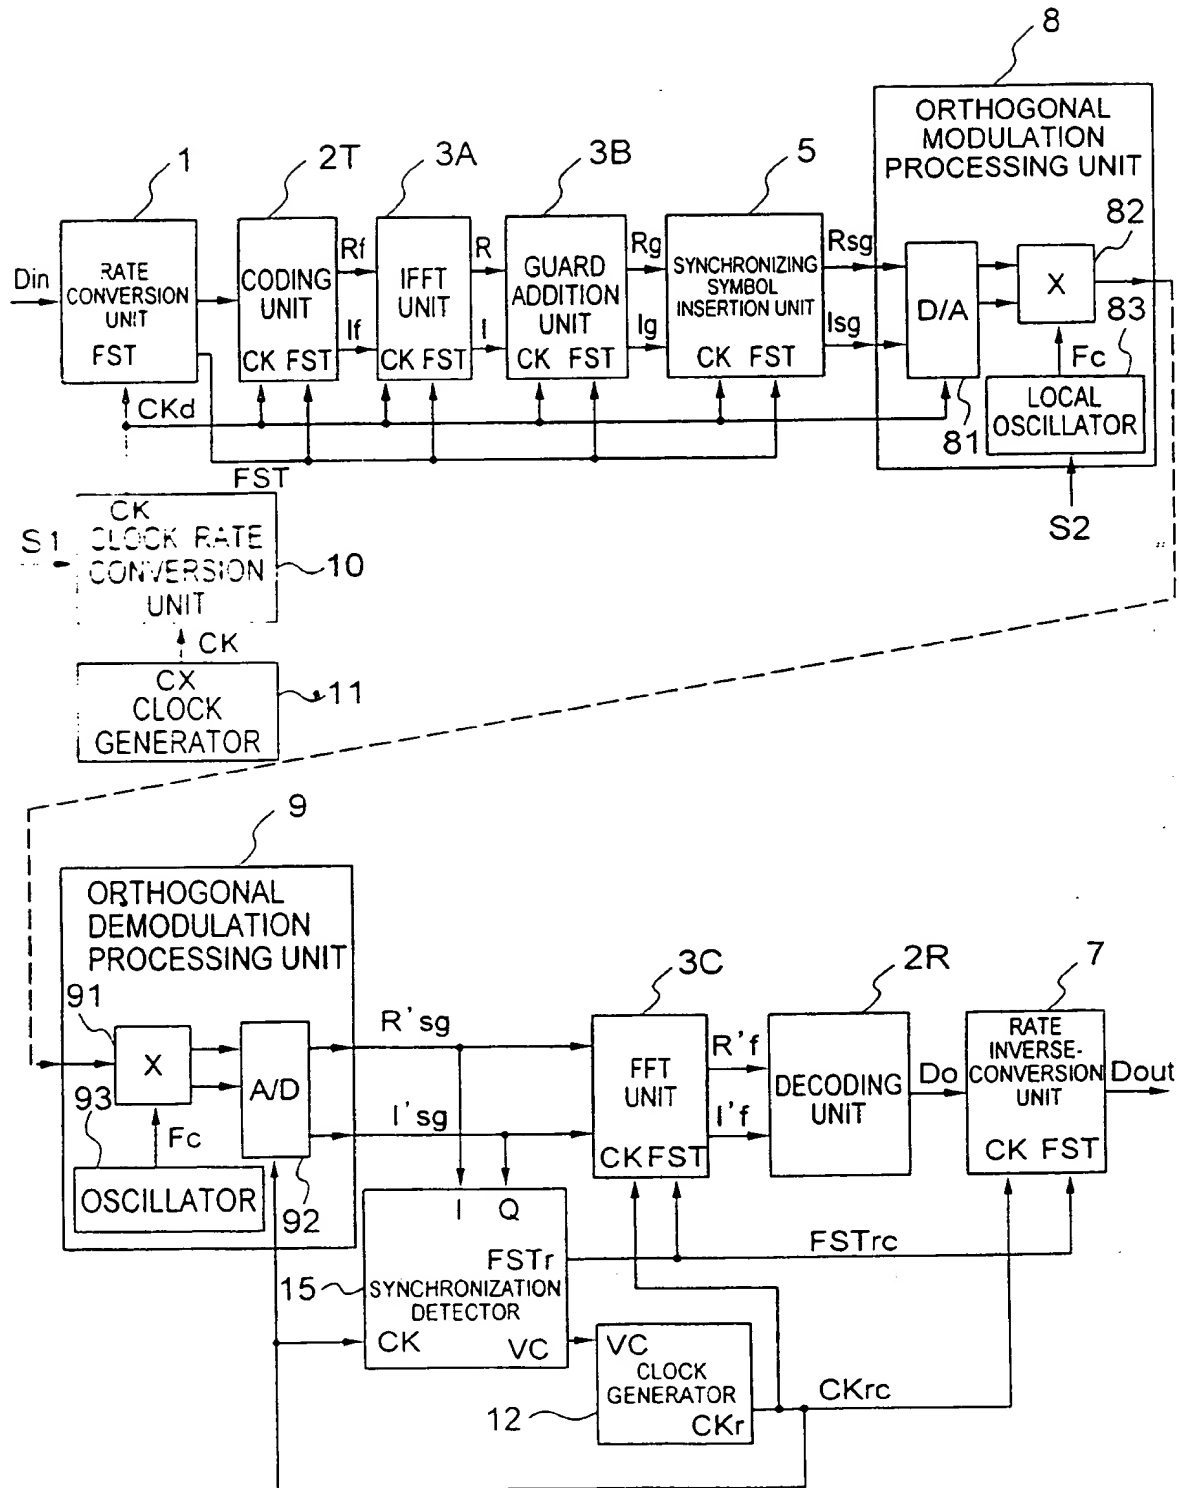 8
ORTHOGONAL
MODULATION
PROCESSING UNIT
1
2T
3A
3B
5
82
Din
RATE
CONVERSION
UNIT
FST
CODING
UNIT
CK FST
Rf
If
IFFT
UNIT
CK FST
R
I
GUARD
ADDITION
UNIT
CK FST
Rg
Ig
SYNCHRONIZING
SYMBOL
INSERTION UNIT
CK FST
Rsg
Isg
D/A
X
83
Fc
LOCAL
OSCILLATOR
81
S2
CKd
FST
S1
CK
CLOCK RATE
CONVERSION
UNIT
10
CK
CX
CLOCK
GENERATOR
11
9
ORTHOGONAL
DEMODULATION
PROCESSING UNIT
91
X
A/D
93
Fc
OSCILLATOR
92
R'sg
I'sg
3C
FFT
UNIT
CK FST
R'f
I'f
2R
DECODING
UNIT
Do
7
RATE
INVERSE-
CONVERSION
UNIT
CK FST
Dout
I Q
FSTr
15
SYNCHRONIZATION
DETECTOR
CK
VC
FSTrc
VC
CLOCK
GENERATOR
CKr
12
CKrc